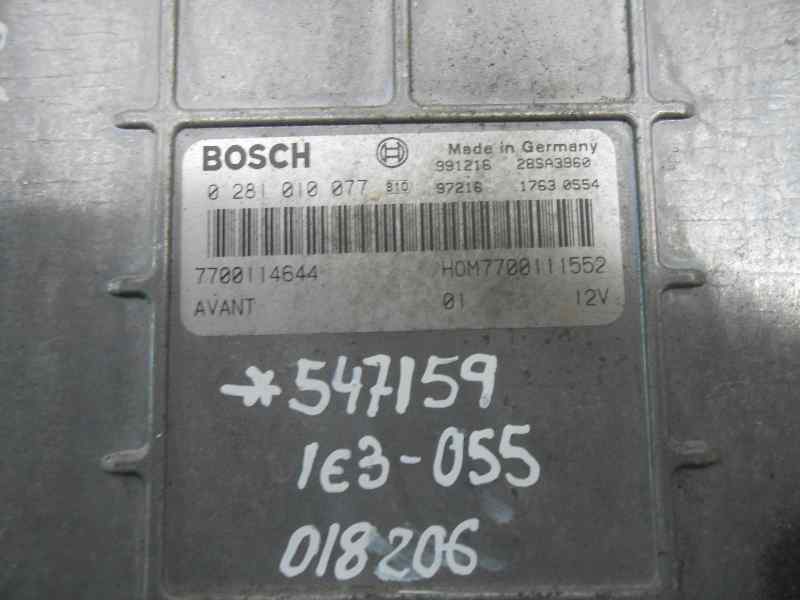 BOSCH Made in Germany
991216 28SA3960
0 281 010 077 810 97216 1763 0554
7700114644 HOM7700111552
AVANT 01 12V
*547159
1E3-055
018206